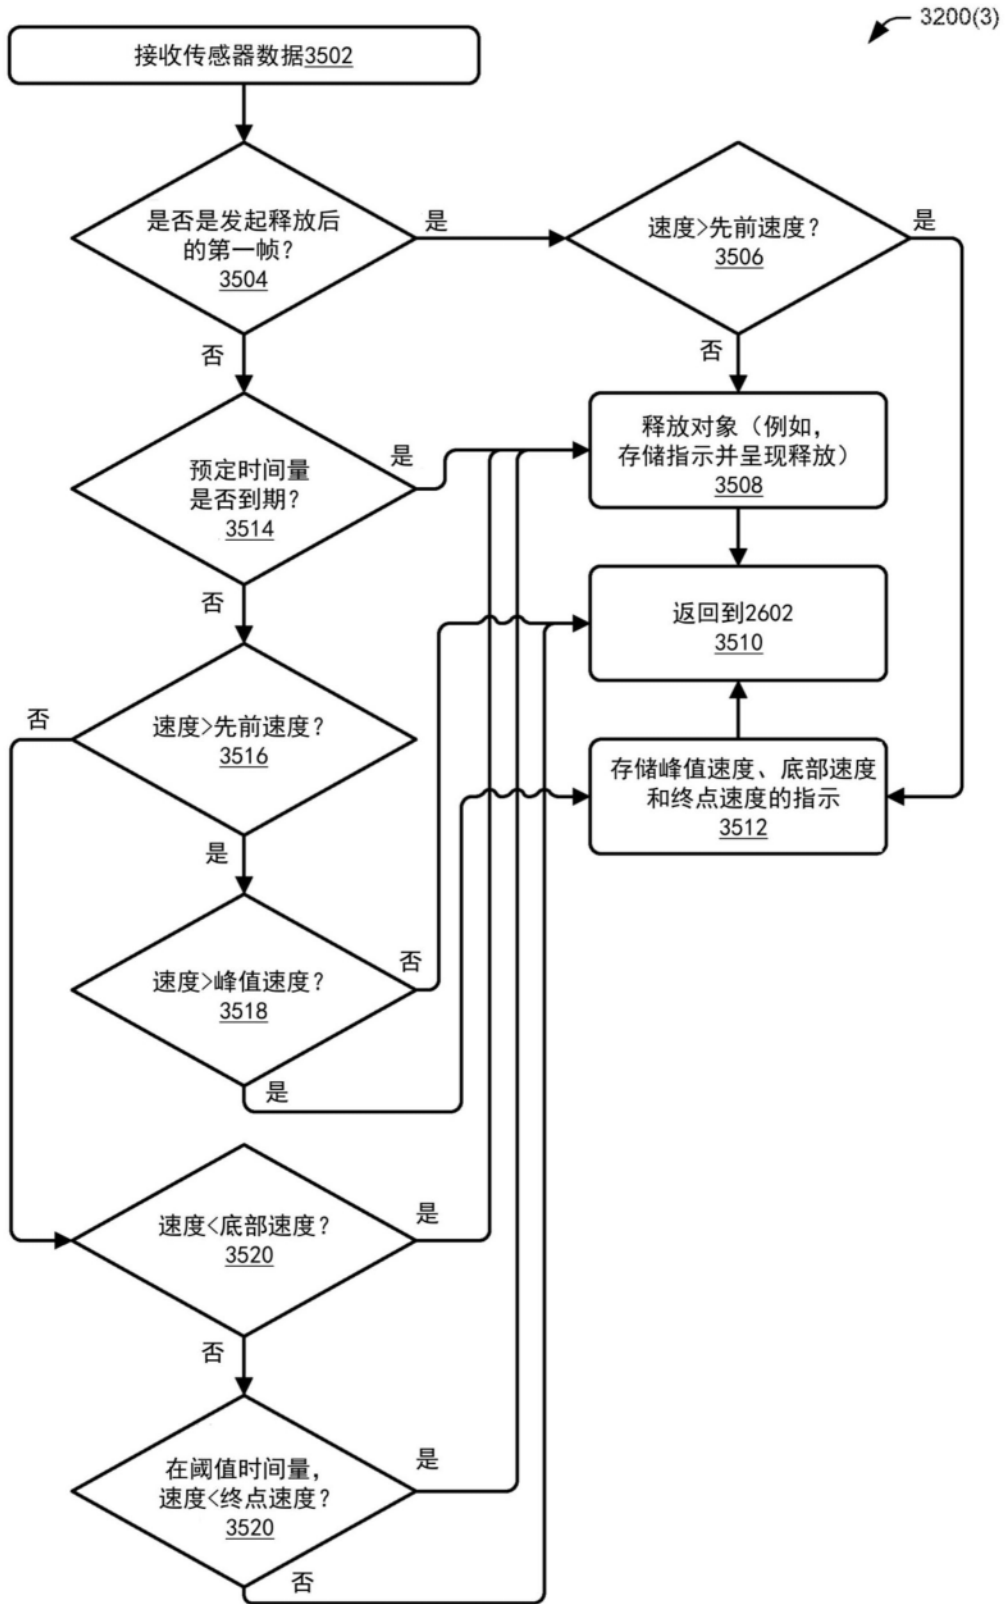 3200(3)
接收传感器数据3502
是否是发起释放后
的第一帧？
3504
是
速度>先前速度？
3506
是
否
否
释放对象（例如，
存储指示并呈现释放）
3508
预定时间量
是否到期？
3514
是
否
返回到2602
3510
速度>先前速度？
3516
否
是
存储峰值速度、底部速度
和终点速度的指示
3512
速度>峰值速度？
3518
否
是
速度<底部速度？
3520
是
否
在阈值时间量，
速度<终点速度？
3520
是
否